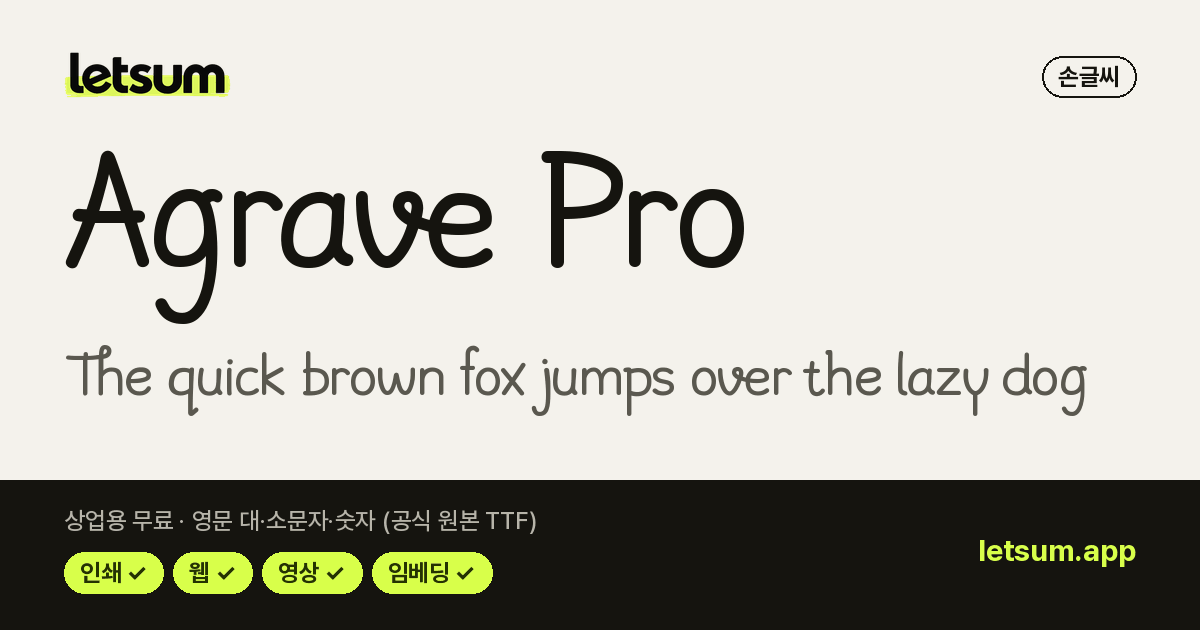 letsum
손글씨
Agrave Pro
The quick brown fox jumps over the lazy dog
상업용 무료 · 영문 대·소문자·숫자 (공식 원본 TTF)
인쇄 ✓ 웹 ✓ 영상 ✓ 임베딩 ✓
letsum.app